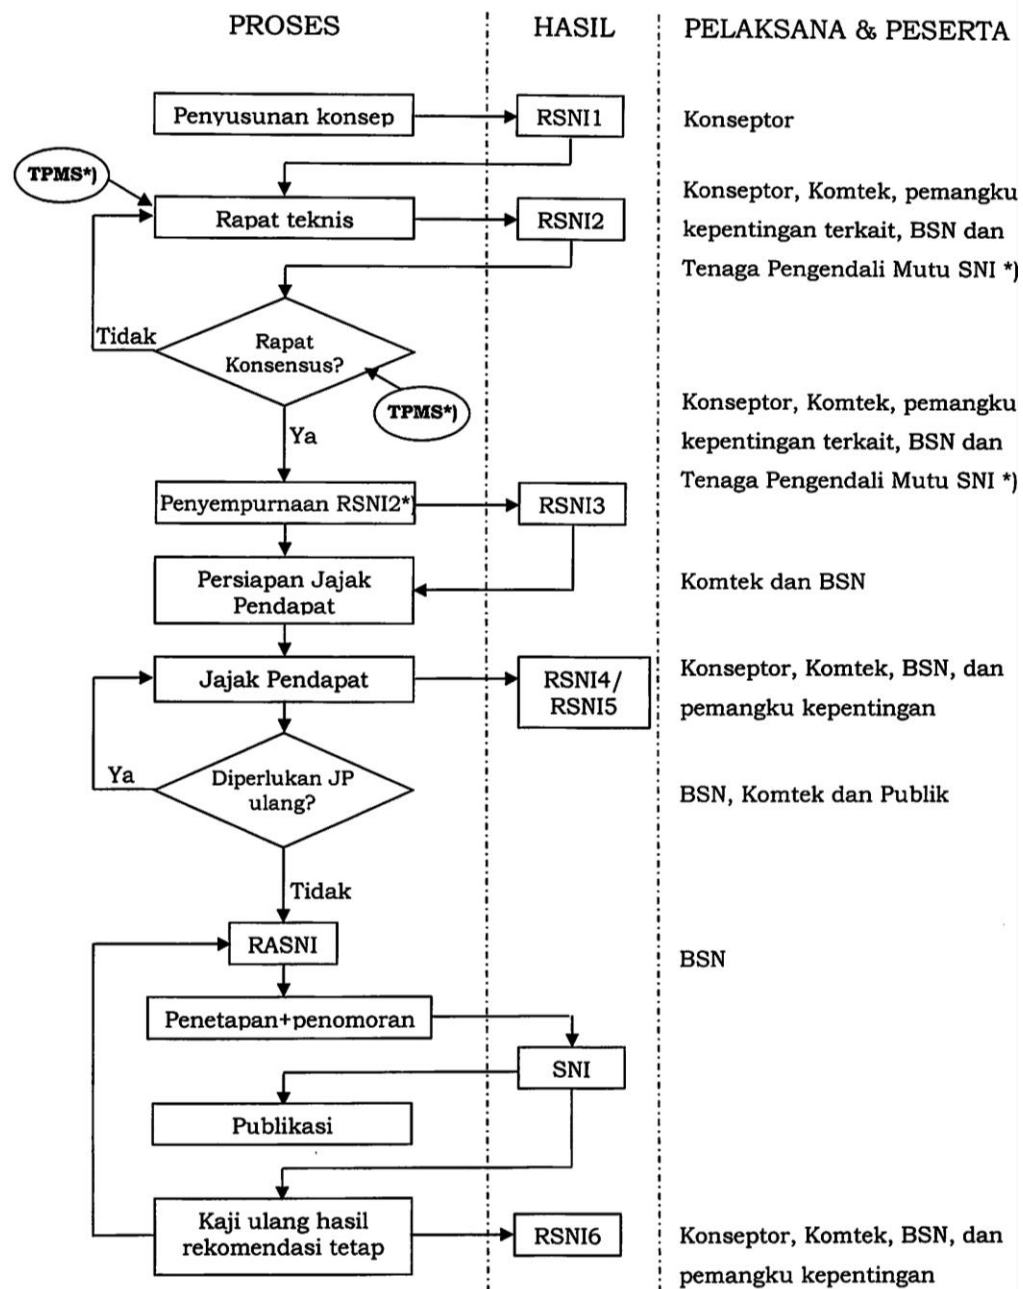 PROSES
HASIL
PELAKSANA & PESERTA
Penyusunan konsep
RSNI1
Konseptor
TPMS*)
Rapat teknis
RSNI2
Konseptor, Komtek, pemangku
kepentingan terkait, BSN dan
Tenaga Pengendali Mutu SNI *)
Tidak
Rapat
Konsensus?
TPMS*)
Ya
Konseptor, Komtek, pemangku
kepentingan terkait, BSN dan
Tenaga Pengendali Mutu SNI *)
Penyempurnaan RSNI2*)
RSNI3
Persiapan Jajak
Pendapat
Komtek dan BSN
Jajak Pendapat
RSNI4/
RSNI5
Konseptor, Komtek, BSN, dan
pemangku kepentingan
Ya
Diperlukan JP
ulang?
BSN, Komtek dan Publik
Tidak
RASNI
BSN
Penetapan+penomoran
SNI
Publikasi
Kaji ulang hasil
rekomendasi tetap
RSNI6
Konseptor, Komtek, BSN, dan
pemangku kepentingan